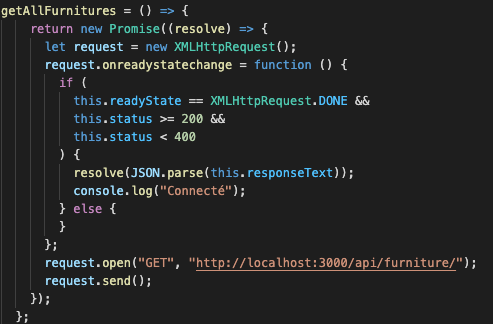 getAllFurnitures = () => {
return new Promise((resolve) => {
let request = new XMLHttpRequest();
request.onreadystatechange = function () {
if (
this.readyState == XMLHttpRequest.DONE &&
this.status >= 200 &&
this.status < 400
) {
resolve(JSON.parse(this.responseText));
console.log("Connecté");
} else {
}
};
request.open("GET", "http://localhost:3000/api/furniture/");
request.send();
});
};